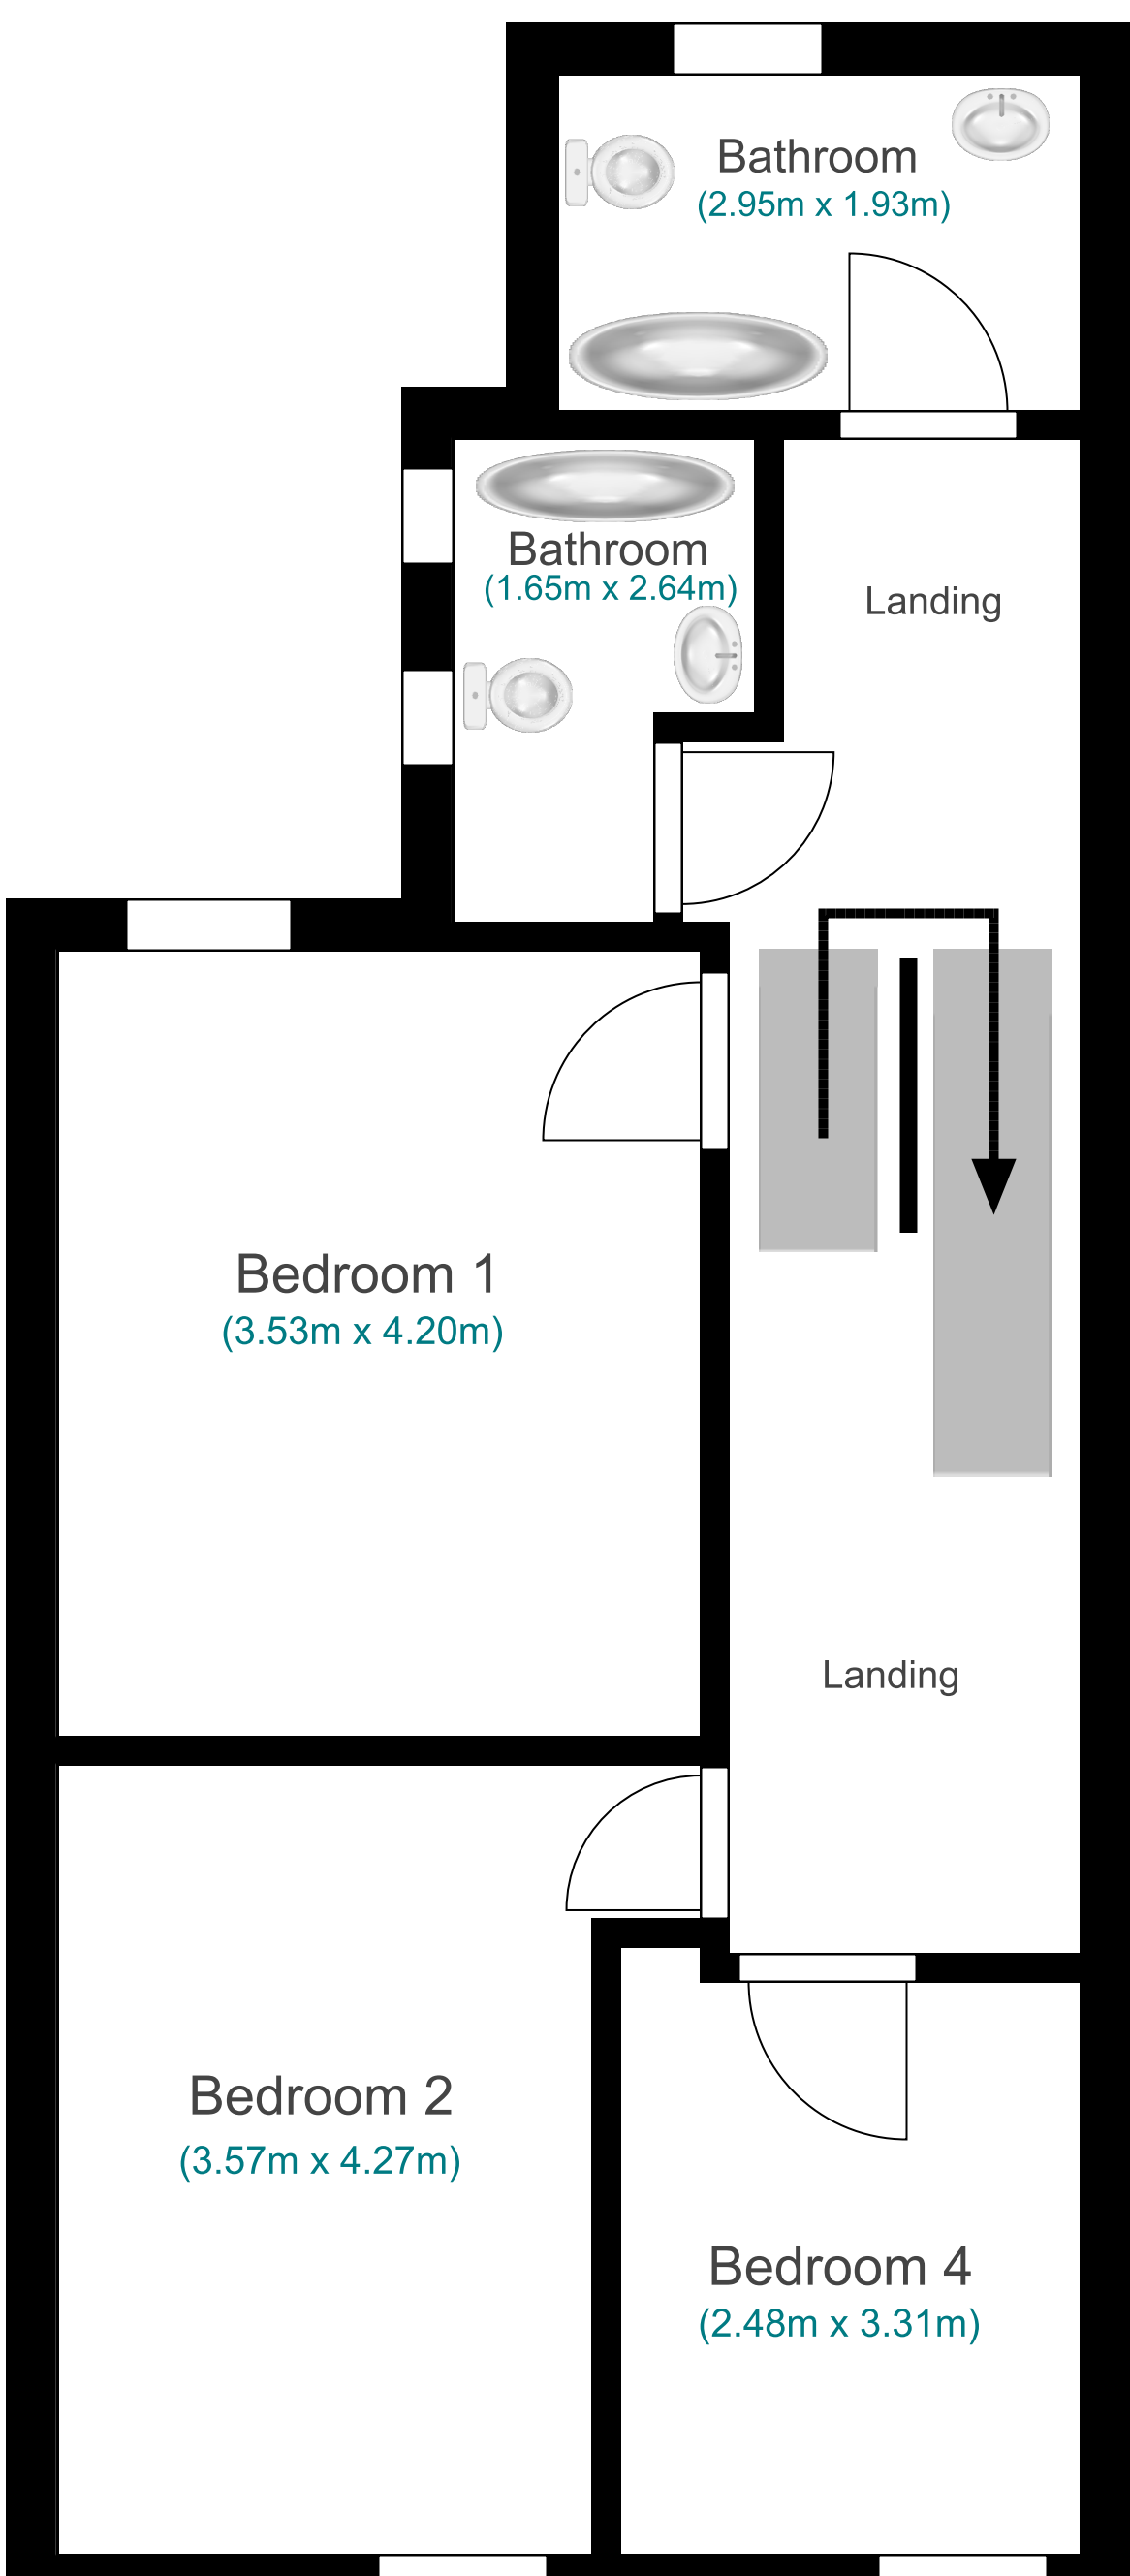 Bathroom
(2.95m x 1.93m)
Bathroom
(1.65m x 2.64m)
Landing
Bedroom 1
(3.53m x 4.20m)
Landing
Bedroom 2
(3.57m x 4.27m)
Bedroom 4
(2.48m x 3.31m)